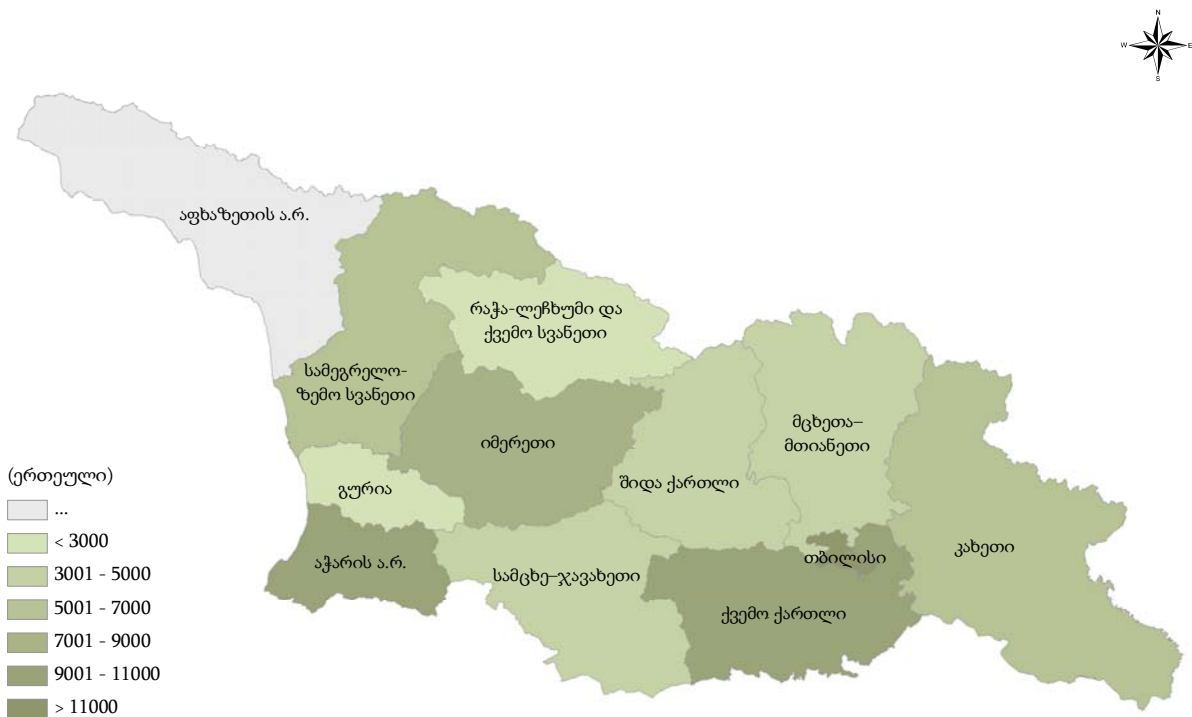 N
W E
S
აფხაზეთის ა.რ.
რაჭა-ლეჩხუმი და
ქვემო სვანეთი
სამეგრელო-
ზემო სვანეთი
მცხეთა–
მთიანეთი
იმერეთი
შიდა ქართლი
გურია
კახეთი
თბილისი
აჭარის ა.რ.
სამცხე–ჯავახეთი
ქვემო ქართლი
(ერთეული)
...
< 3000
3001 - 5000
5001 - 7000
7001 - 9000
9001 - 11000
> 11000